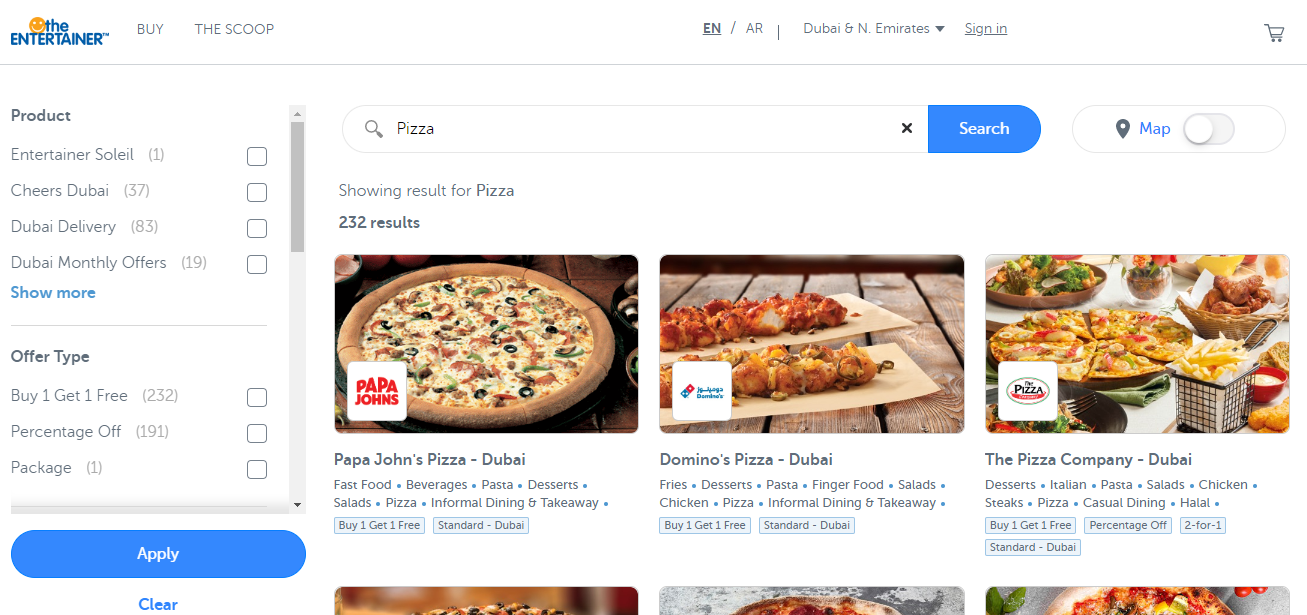 the
ENTERTAINER™
BUY
THE SCOOP
EN / AR
Dubai & N. Emirates
Sign in
Product
Entertainer Soleil (1)
Cheers Dubai (37)
Dubai Delivery (83)
Dubai Monthly Offers (19)
Show more
Offer Type
Buy 1 Get 1 Free (232)
Percentage Off (191)
Package (1)
Apply
Clear
Pizza
Search
Map
Showing result for Pizza
232 results
PAPA
JOHNS
Papa John's Pizza - Dubai
Fast Food • Beverages • Pasta • Desserts •
Salads • Pizza • Informal Dining & Takeaway •
Buy 1 Get 1 Free
Standard - Dubai
دومينوز
Domino's
Domino's Pizza - Dubai
Fries • Desserts • Pasta • Finger Food • Salads •
Chicken • Pizza • Informal Dining & Takeaway •
Buy 1 Get 1 Free
Standard - Dubai
The
PIZZA
The Pizza Company - Dubai
Desserts • Italian • Pasta • Salads • Chicken •
Steaks • Pizza • Casual Dining • Halal •
Buy 1 Get 1 Free
Percentage Off
2-for-1
Standard - Dubai